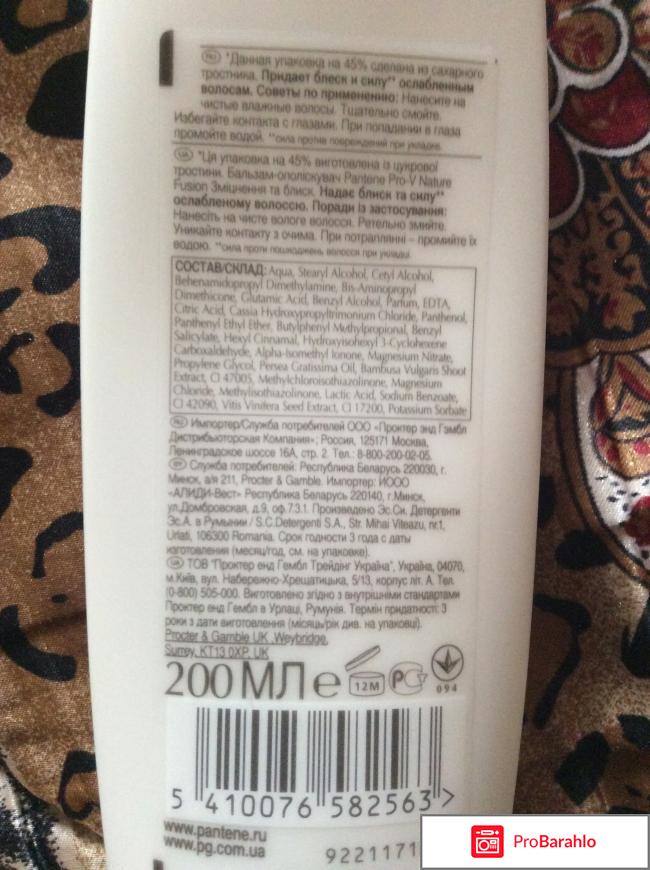 RU *Данная упаковка на 45% сделана из сахарного
тростника. Придает блеск и силу** ослабленным
волосам. Советы по применению: Нанесите на
чистые влажные волосы. Тщательно смойте.
Избегайте контакта с глазами. При попадании в глаза
промойте водой. **сила против повреждений при укладке.
UA *Ця упаковка на 45% виготовлена із цукрової
тростини. Бальзам-ополіскувач Pantene Pro-V Nature
Fusion Зміцнення та блиск. Надає блиск та силу**
ослабленому волоссю. Поради із застосування:
Нанесіть на чисте вологе волосся. Ретельно змийте.
Уникайте контакту з очима. При потраплянні – промийте їх
водою. **сила проти пошкоджень волосся при укладці
СОСТАВ/СКЛАД: Aqua, Stearyl Alcohol, Cetyl Alcohol,
Behenamidopropyl Dimethylamine, Bis-Aminopropyl
Dimethicone, Glutamic Acid, Benzyl Alcohol, Parfum, EDTA,
Citric Acid, Cassia Hydroxypropyltrimonium Chloride, Panthenol,
Panthenyl Ethyl Ether, Butylphenyl Methylpropional, Benzyl
Salicylate, Hexyl Cinnamal, Hydroxyisohexyl 3-Cyclohexene
Carboxaldehyde, Alpha-Isomethyl Ionone, Magnesium Nitrate,
Propylene Glycol, Persea Gratissima Oil, Bambusa Vulgaris Shoot
Extract, CI 47005, Methylchloroisothiazolinone, Magnesium
Chloride, Methylisothiazolinone, Lactic Acid, Sodium Benzoate,
CI 42090, Vitis Vinifera Seed Extract, CI 17200, Potassium Sorbate
RU Импортер/Служба потребителей ООО «Проктер энд Гэмбл
Дистрибьюторская Компания»; Россия, 125171 Москва,
Ленинградское шоссе 16А, стр. 2. Тел.: 8-800-200-02-05.
Служба потребителей: Республика Беларусь 220030, г.
Минск, а/я 211, Procter & Gamble. Импортер: ИООО
«АЛИДИ-Вест» Республика Беларусь 220140, г.Минск,
ул.Домбровская, д.9, оф.7.3.1. Произведено Эс.Си. Детергенти
Эс.А. в Румынии / S.C.Detergenti S.A., Str. Mihai Viteazu, nr.1,
Urlati, 106300 Romania. Срок годности 3 года с даты
изготовления (месяц/год, см. на упаковке).
UA ТОВ "Проктер енд Гембл Трейдінг Україна", Україна, 04070,
м.Київ, вул. Набережно-Хрещатицька, 5/13, корпус літ. А. Тел.
(0-800) 505-000. Виготовлено згідно з внутрішніми стандартами
Проктер енд Гембл в Урлаці, Румунія. Термін придатності: 3
роки з дати виготовлення (місяць/рік див. на упаковці).
Procter & Gamble UK ,Weybridge,
Surrey, KT13 0XP, UK
200 МЛ e 12M РСТ 094
5 410076 582563 >
www.pantene.ru
www.pg.com.ua
9221171
ProBarahlo